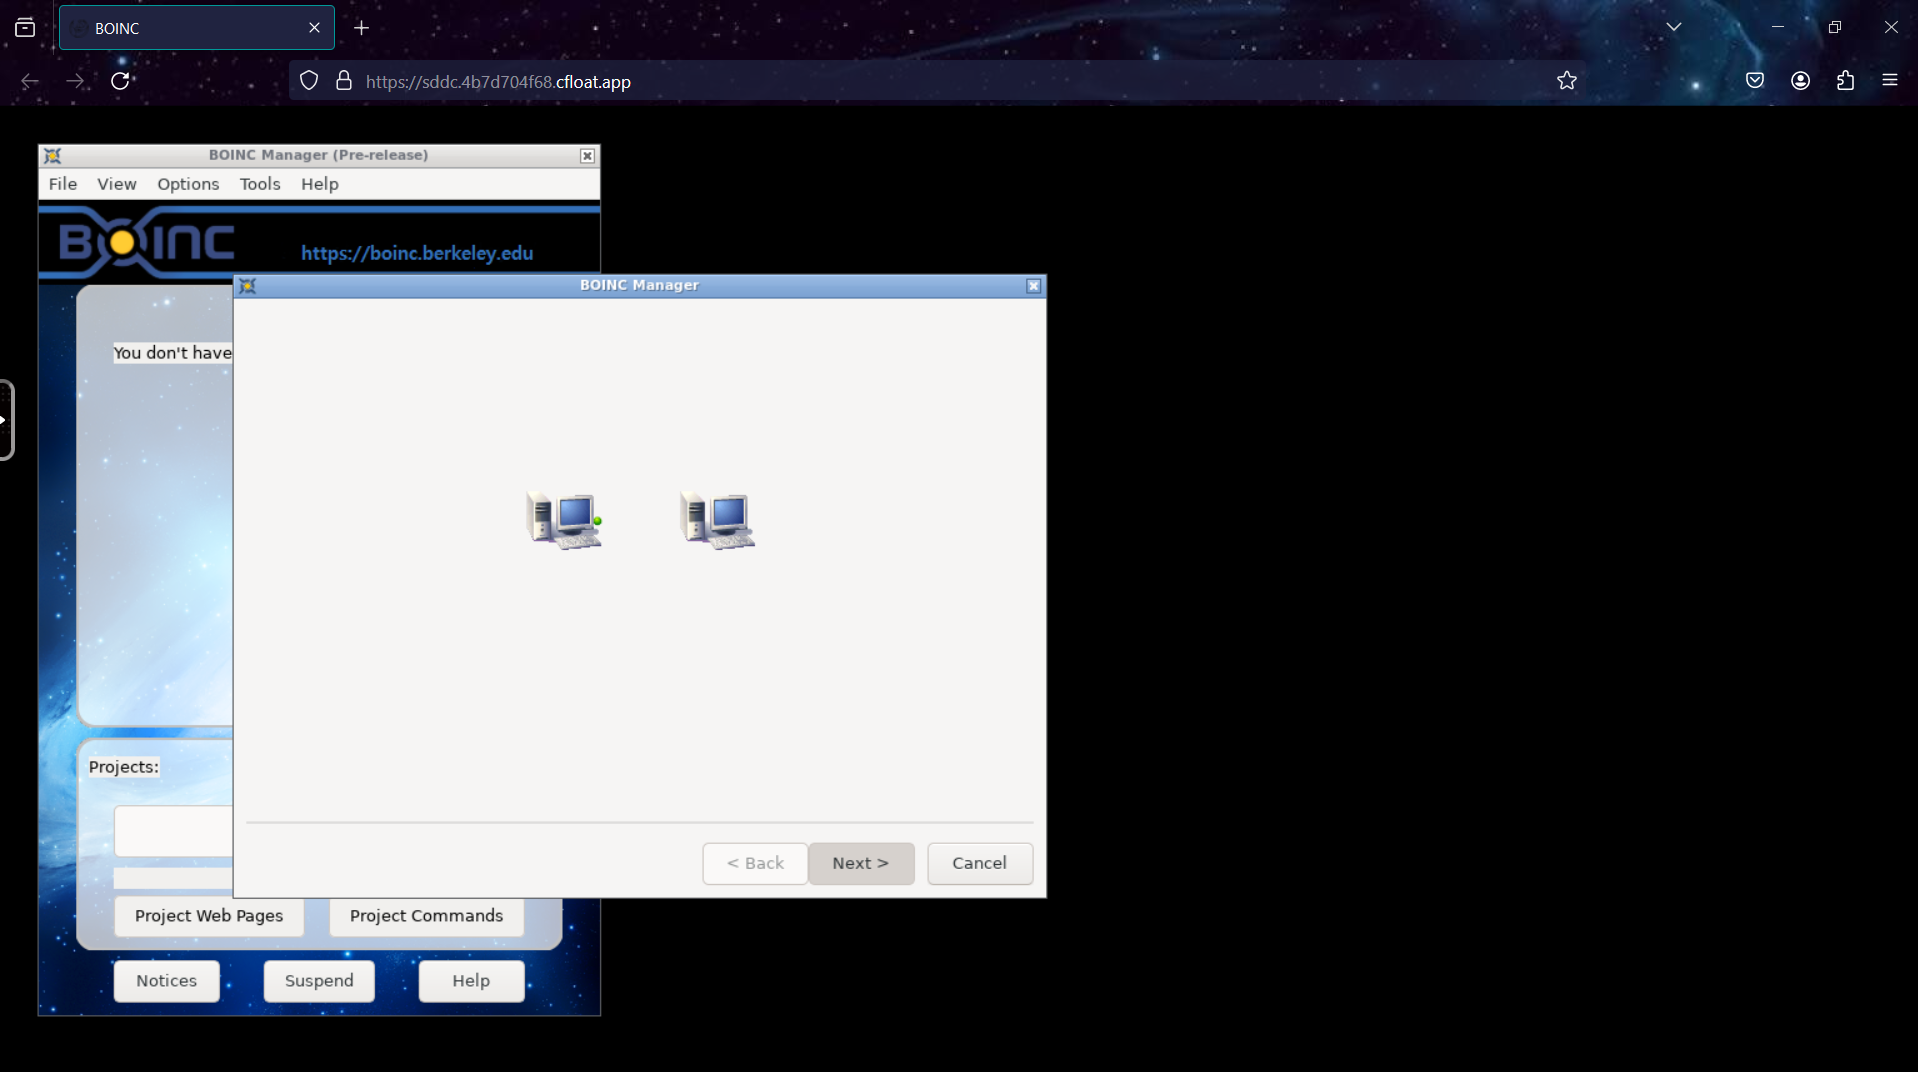 BOINC
https://sddc.4b7d704f68.cfloat.app
BOINC Manager (Pre-release)
File View Options Tools Help
BOINC
https://boinc.berkeley.edu
BOINC Manager
You don't have
Projects:
< Back Next > Cancel
Project Web Pages Project Commands
Notices Suspend Help